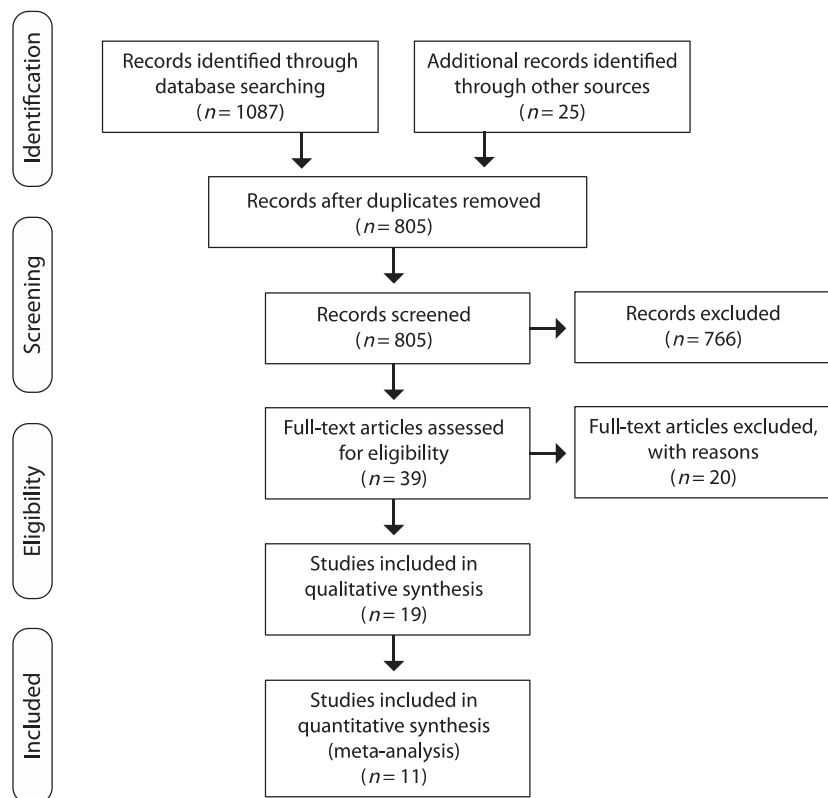 Identification
Records identified through
database searching
(n = 1087)
Additional records identified
through other sources
(n = 25)
Records after duplicates removed
(n = 805)
Screening
Records screened
(n = 805)
Records excluded
(n = 766)
Eligibility
Full-text articles assessed
for eligibility
(n = 39)
Full-text articles excluded,
with reasons
(n = 20)
Studies included in
qualitative synthesis
(n = 19)
Included
Studies included in
quantitative synthesis
(meta-analysis)
(n = 11)